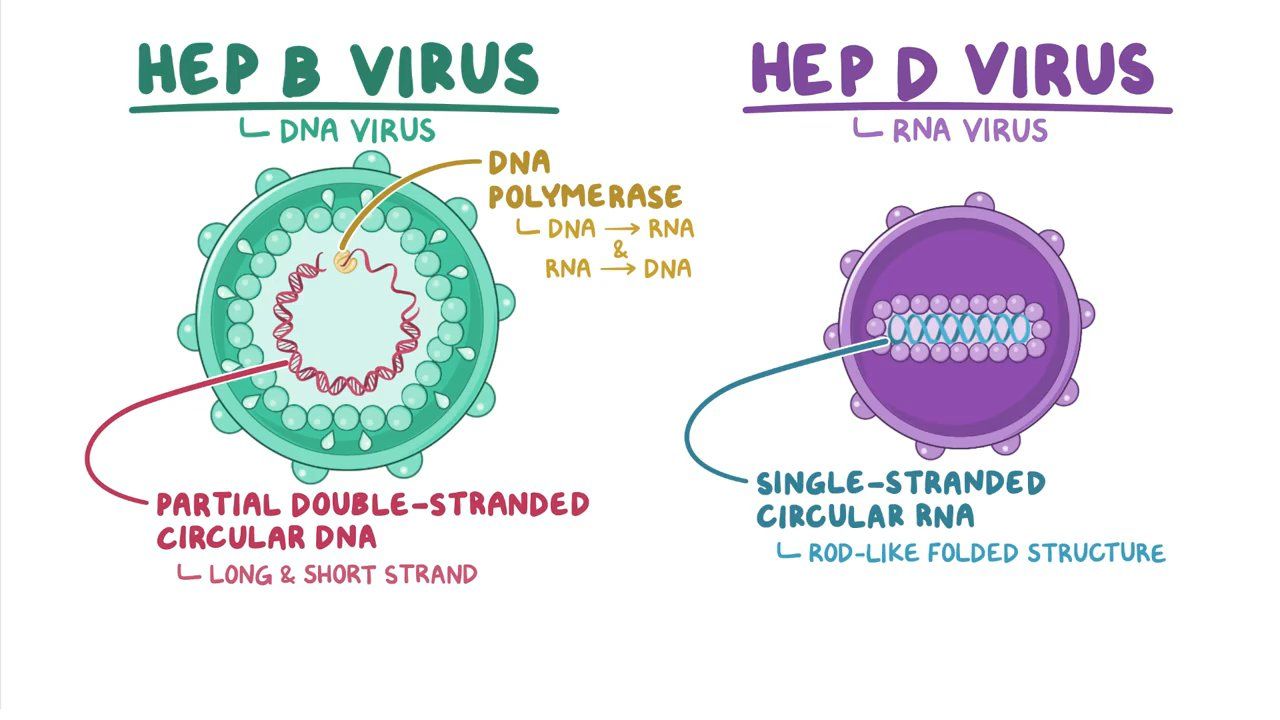 HEP B VIRUS
DNA VIRUS
DNA
POLYMERASE
DNA → RNA
&
RNA → DNA
PARTIAL DOUBLE-STRANDED
CIRCULAR DNA
LONG & SHORT STRAND
HEP D VIRUS
RNA VIRUS
SINGLE-STRANDED
CIRCULAR RNA
ROD-LIKE FOLDED STRUCTURE